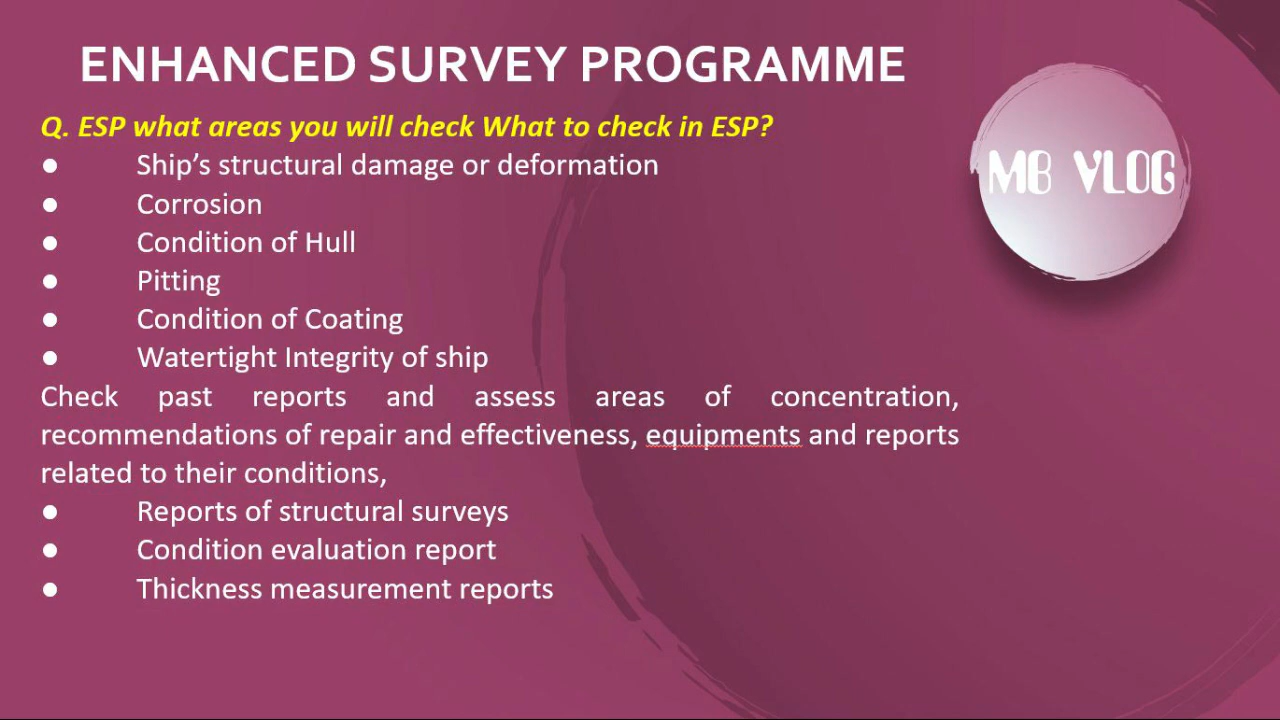 ENHANCED SURVEY PROGRAMME
MB VLOG
Q. ESP what areas you will check What to check in ESP?
● Ship’s structural damage or deformation
● Corrosion
● Condition of Hull
● Pitting
● Condition of Coating
● Watertight Integrity of ship
Check past reports and assess areas of concentration,
recommendations of repair and effectiveness, equipments and reports
related to their conditions,
● Reports of structural surveys
● Condition evaluation report
● Thickness measurement reports